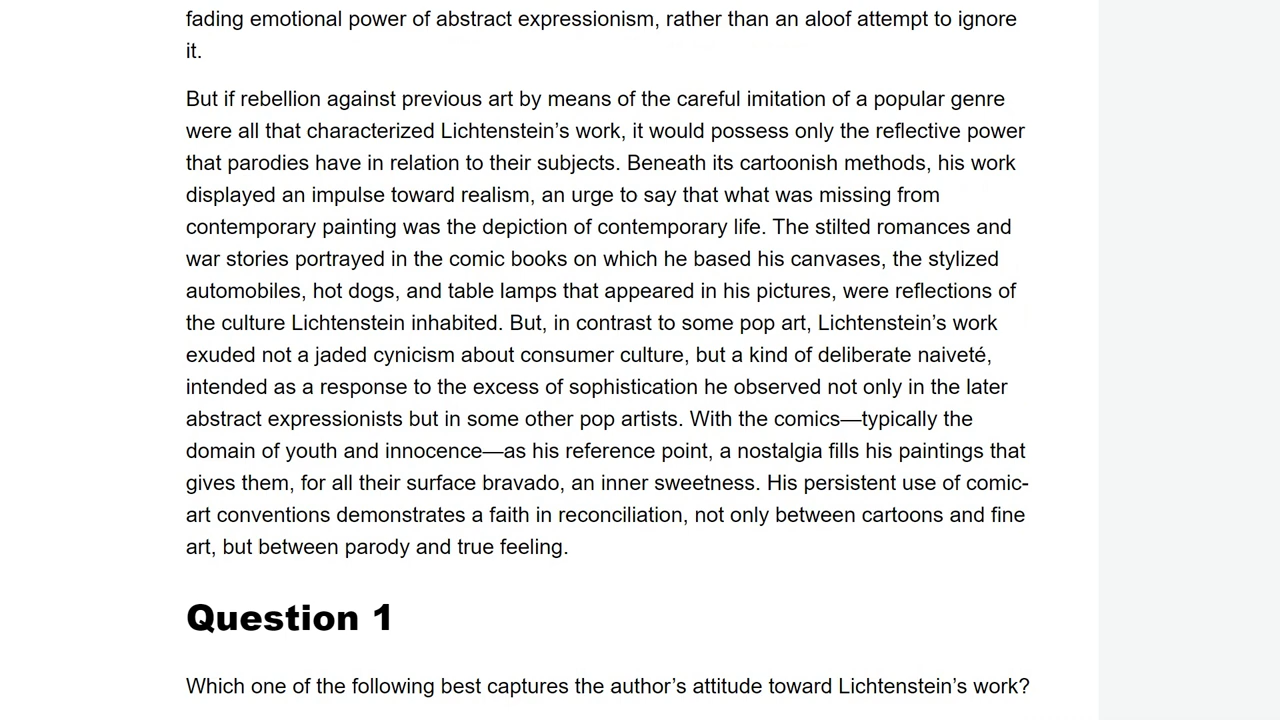 fading emotional power of abstract expressionism, rather than an aloof attempt to ignore
it.
But if rebellion against previous art by means of the careful imitation of a popular genre
were all that characterized Lichtenstein’s work, it would possess only the reflective power
that parodies have in relation to their subjects. Beneath its cartoonish methods, his work
displayed an impulse toward realism, an urge to say that what was missing from
contemporary painting was the depiction of contemporary life. The stilted romances and
war stories portrayed in the comic books on which he based his canvases, the stylized
automobiles, hot dogs, and table lamps that appeared in his pictures, were reflections of
the culture Lichtenstein inhabited. But, in contrast to some pop art, Lichtenstein’s work
exuded not a jaded cynicism about consumer culture, but a kind of deliberate naiveté,
intended as a response to the excess of sophistication he observed not only in the later
abstract expressionists but in some other pop artists. With the comics—typically the
domain of youth and innocence—as his reference point, a nostalgia fills his paintings that
gives them, for all their surface bravado, an inner sweetness. His persistent use of comic-
art conventions demonstrates a faith in reconciliation, not only between cartoons and fine
art, but between parody and true feeling.
Question 1
Which one of the following best captures the author’s attitude toward Lichtenstein’s work?